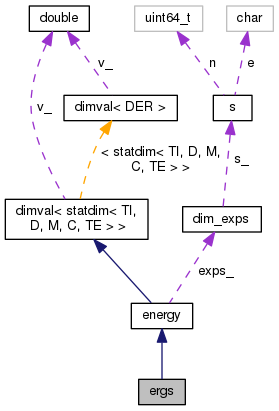 double
uint64_t
char
v_
n
e
v_
dimval< DER >
s
< statdim< TI, D, M,
C, TE > >
s_
dimval< statdim< TI,
D, M, C, TE > >
dim_exps
exps_
energy
ergs